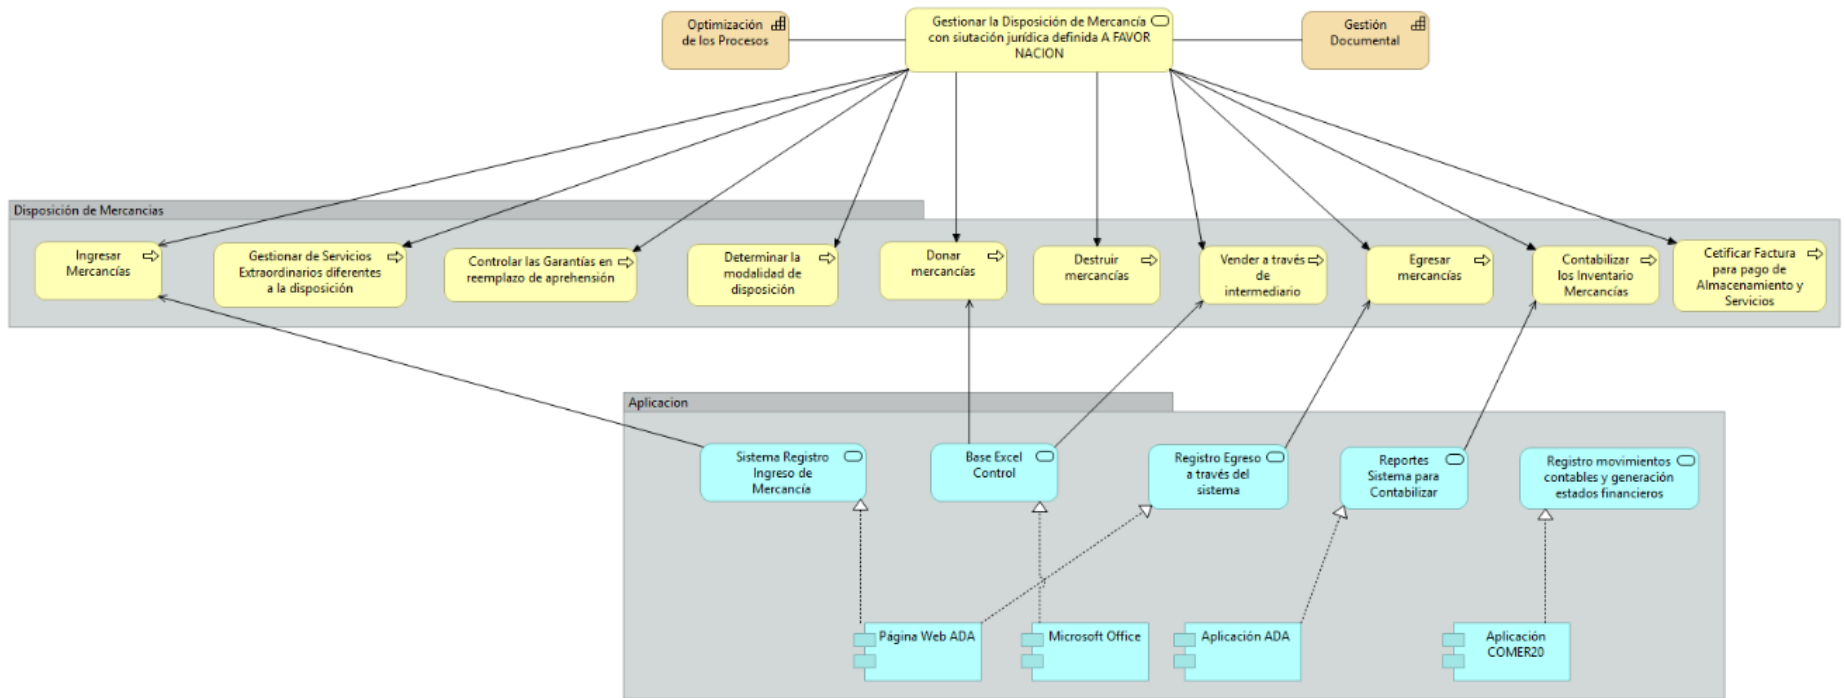 Optimización
de los Procesos
Gestionar la Disposición de Mercancía
con siutación jurídica definida A FAVOR
NACION
Gestión
Documental
Disposición de Mercancias
Ingresar
Mercancías
Gestionar de Servicios
Extraordinarios diferentes
a la disposición
Controlar las Garantías en
reemplazo de aprehensión
Determinar la
modalidad de
disposición
Donar
mercancías
Destruir
mercancías
Vender a través
de
intermediario
Egresar
mercancías
Contabilizar
los Inventario
Mercancías
Cetificar Factura
para pago de
Almacenamiento y
Servicios
Aplicacion
Sistema Registro
Ingreso de
Mercancía
Base Excel
Control
Registro Egreso
a través del
sistema
Reportes
Sistema para
Contabilizar
Registro movimientos
contables y generación
estados financieros
Página Web ADA
Microsoft Office
Aplicación ADA
Aplicación
COMER20